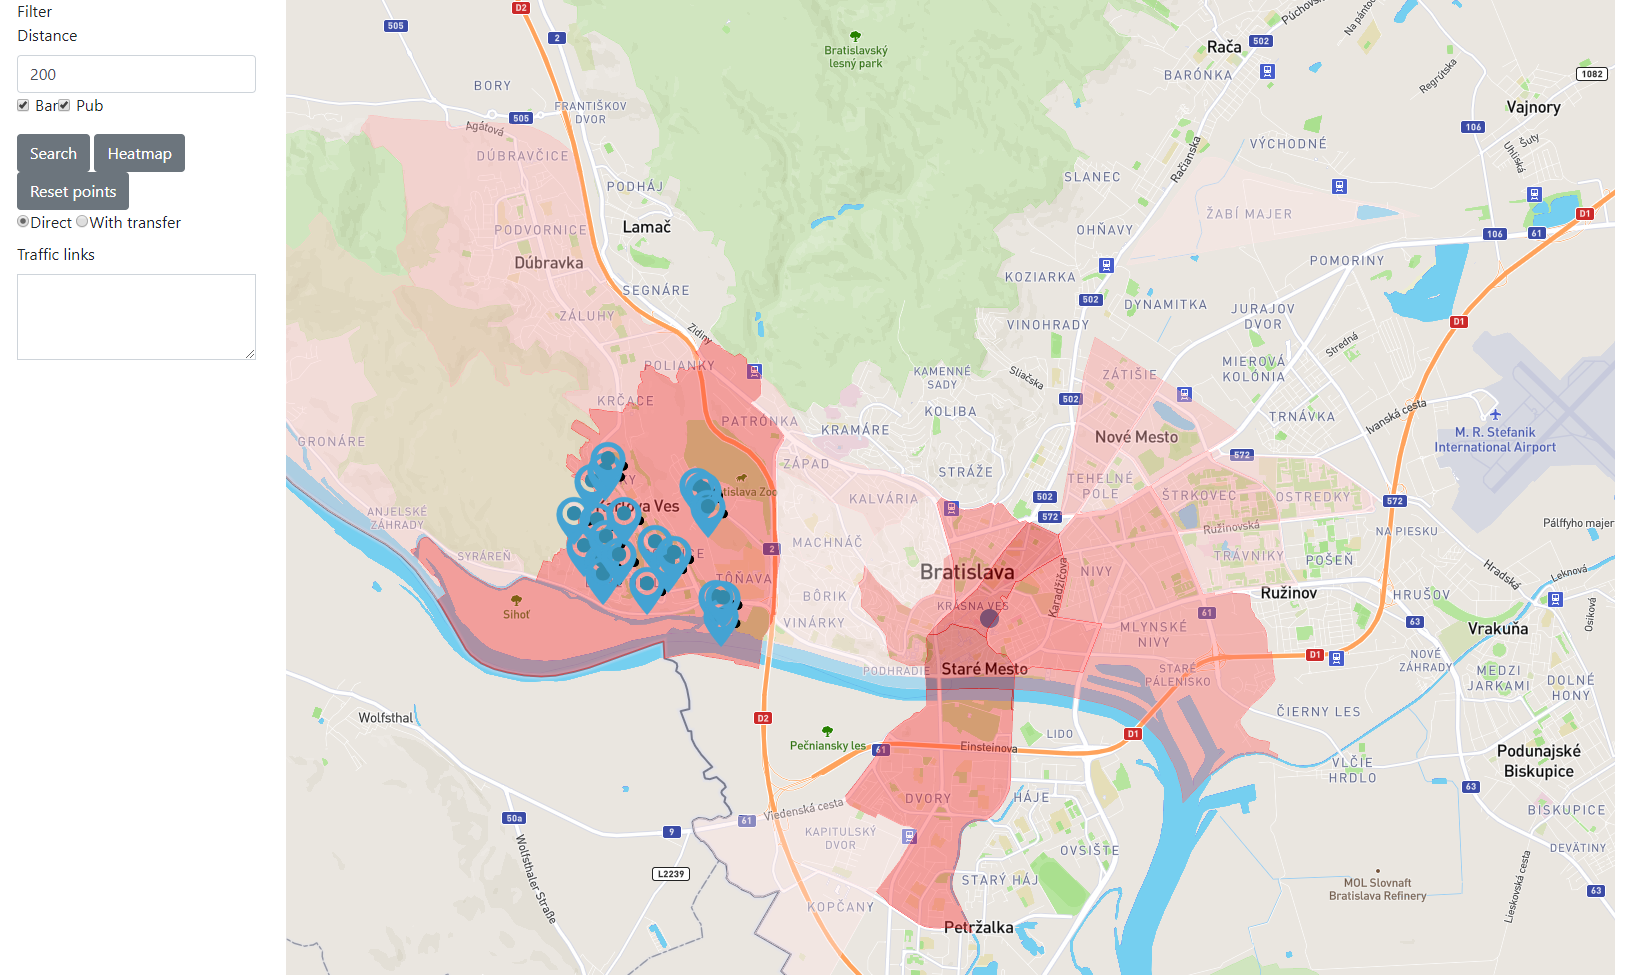 Filter
Distance
200
Bar Pub
Search Heatmap
Reset points
Direct With transfer
Traffic links
505
D2
2
Bratislavský
lesný park
Rača
502
Púchovská
BARÓNKA
Na pántoch
Regrútska
1082
Vajnory
BORY
FRANTIŠKOV
DVOR
505
Agátová
106
Šuty
Uhliská
VÝCHODNÉ
Račianska
DÚBRAVČICE
PODHÁJ
SLANEC
ŽABÍ MAJER
D1
Lamač
PODVORNICE
OHŇAVY
106
61
Dúbravka
KOZIARKA
POMORINY
SEGNÁRE
502
DYNAMITKA
JURAJOV
DVOR
ZÁLUHY
VINOHRADY
D1
Zidiny
Stredná
POLIANKY
Sliačska
KAMENNÉ
SADY
ZÁTIŠIE
MIEROVÁ
KOLÓNIA
KRČACE
502
Ivanská cesta
KOLIBA
TRNÁVKA
PATRÓNKA
KRAMÁRE
Nové Mesto
M. R. Štefanik
International Airport
GRONÁRE
572
ZÁPAD
STRÁŽE
TEHELNÉ
POLE
Karlova Ves
KALVÁRIA
502
ŠTRKOVEC
OSTREDKY
572
572
ANJELSKÉ
ZÁHRADY
Ružinovská
NA PIESKU
Pálffyho majer
MACHNÁČ
2
SYRÁREŇ
TRÁVNIKY
POŠEŇ
Bratislava
NIVY
Karadžičova
Hradská
Leknová
TÔŇAVA
BÔRIK
KRÁSNA VES
Ružinov
HRUŠOV
Osiková
Sihoť
61
63
VINÁRKY
MLYNSKÉ
NIVY
Vrakuňa
PODHRADIE
Staré Mesto
STARÉ
PÁLENISKO
D1
NOVÉ
ZÁHRADY
MEDZI
JARKAMI
DOLNÉ
HONY
Wolfsthal
D2
ČIERNY LES
Pečniansky les
61
Einsteinova
LIDO
D1
Podunajské
Biskupice
VLČIE
HRDLO
DVORY
HÁJE
63
Viedenská cesta
61
BISKUPICE
50a
9
KAPITULSKÝ
DVOR
OVSIŠTE
DEVÄTINY
Wolfsthaler Straße
L2239
STARÝ HÁJ
MOL Slovnaft
Bratislava Refinery
Lieskovská cesta
63
KOPČANY
Petržalka